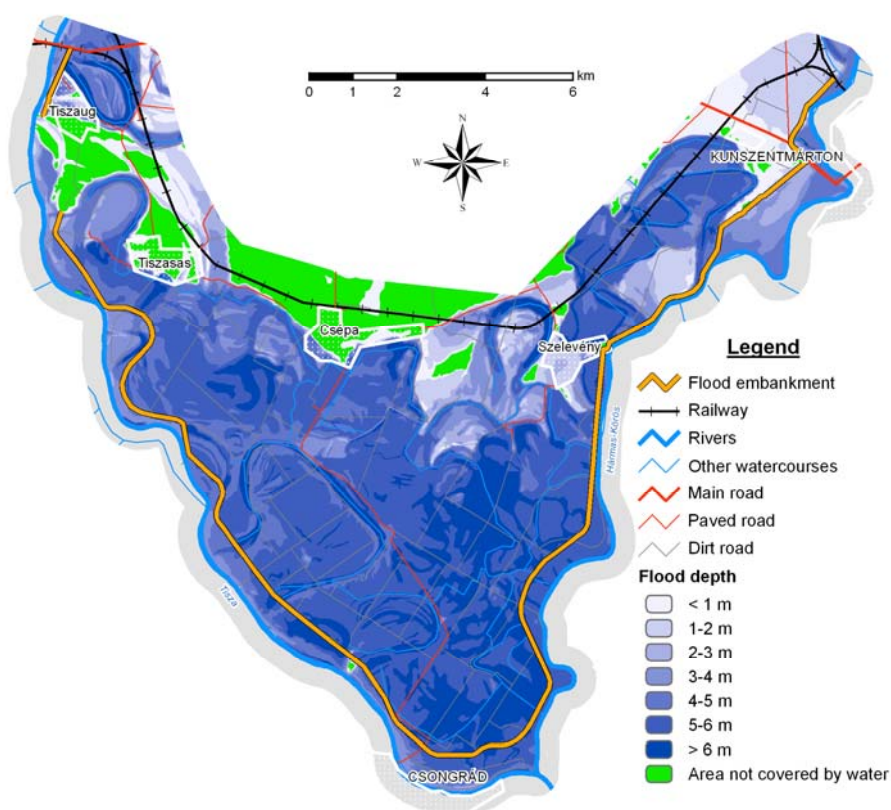 km
0 1 2 4 6
N
W E
S
Tiszaug
KUNSZENTMÁRTON
Tiszasas
Csepa
Szelevény
Hármas-Körös
Tisza
CSONGRÁD
Legend
Flood embankment
Railway
Rivers
Other watercourses
Main road
Paved road
Dirt road
Flood depth
< 1 m
1-2 m
2-3 m
3-4 m
4-5 m
5-6 m
> 6 m
Area not covered by water